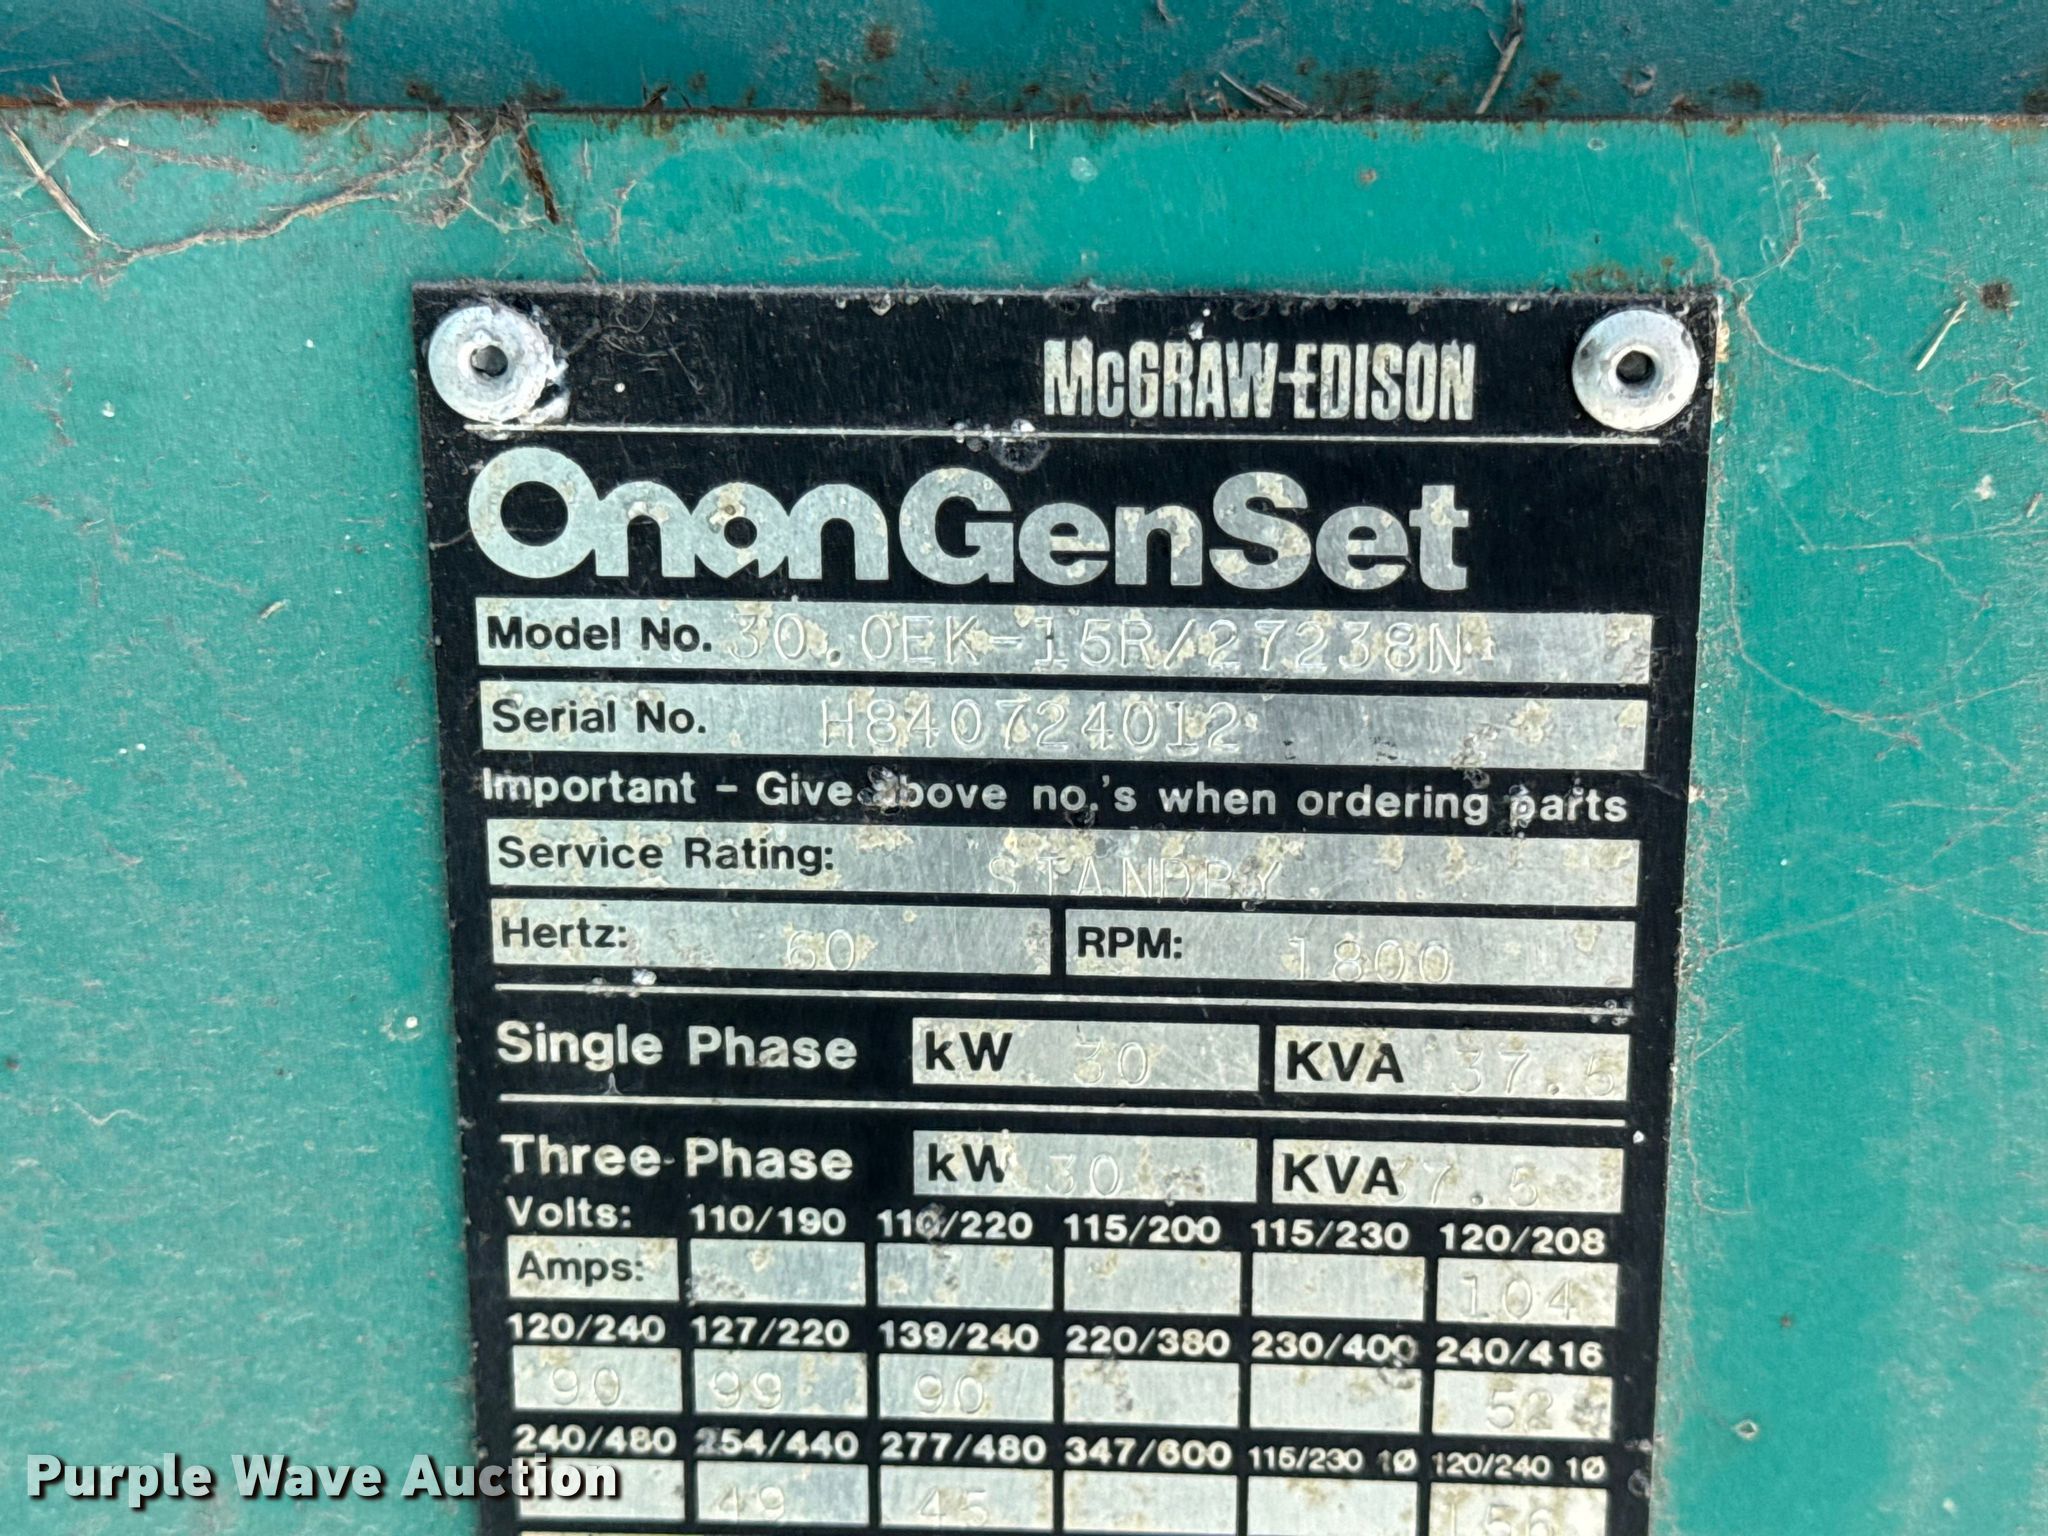 McGRAW-EDISON
Onan GenSet
Model No. 30.0EK-15R/27238N
Serial No. H840724012
Important - Give above no.'s when ordering parts
Service Rating: STANDBY
Hertz: 60 RPM: 1800
Single Phase kW 30 KVA 37.5
Three Phase kW 30 KVA 37.5
Volts: 110/190 110/220 115/200 115/230 120/208
Amps: 104
120/240 127/220 139/240 220/380 230/400 240/416
90 99 90 52
240/480 254/440 277/480 347/600 115/230 1Ø 120/240 1Ø
49 45 156
Purple Wave Auction